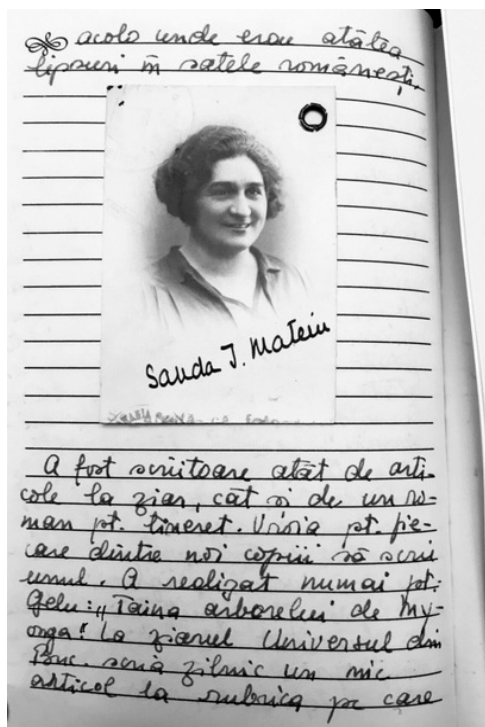 acolo unde erau atâtea
lipsuri în satele românești.
Sanda J. Mateiu
A fost scriitoare atât de arti-
cole la ziar, cât și de un ro-
man pt. tineret. Visia pt. fie-
care dintre noi copiii să scrie
unul. A realizat numai pt.
Gelu: „Taina arborelui de My-
orga". La ziarul Universul din
Buc. scria zilnic un mic
articol la rubrica pe care